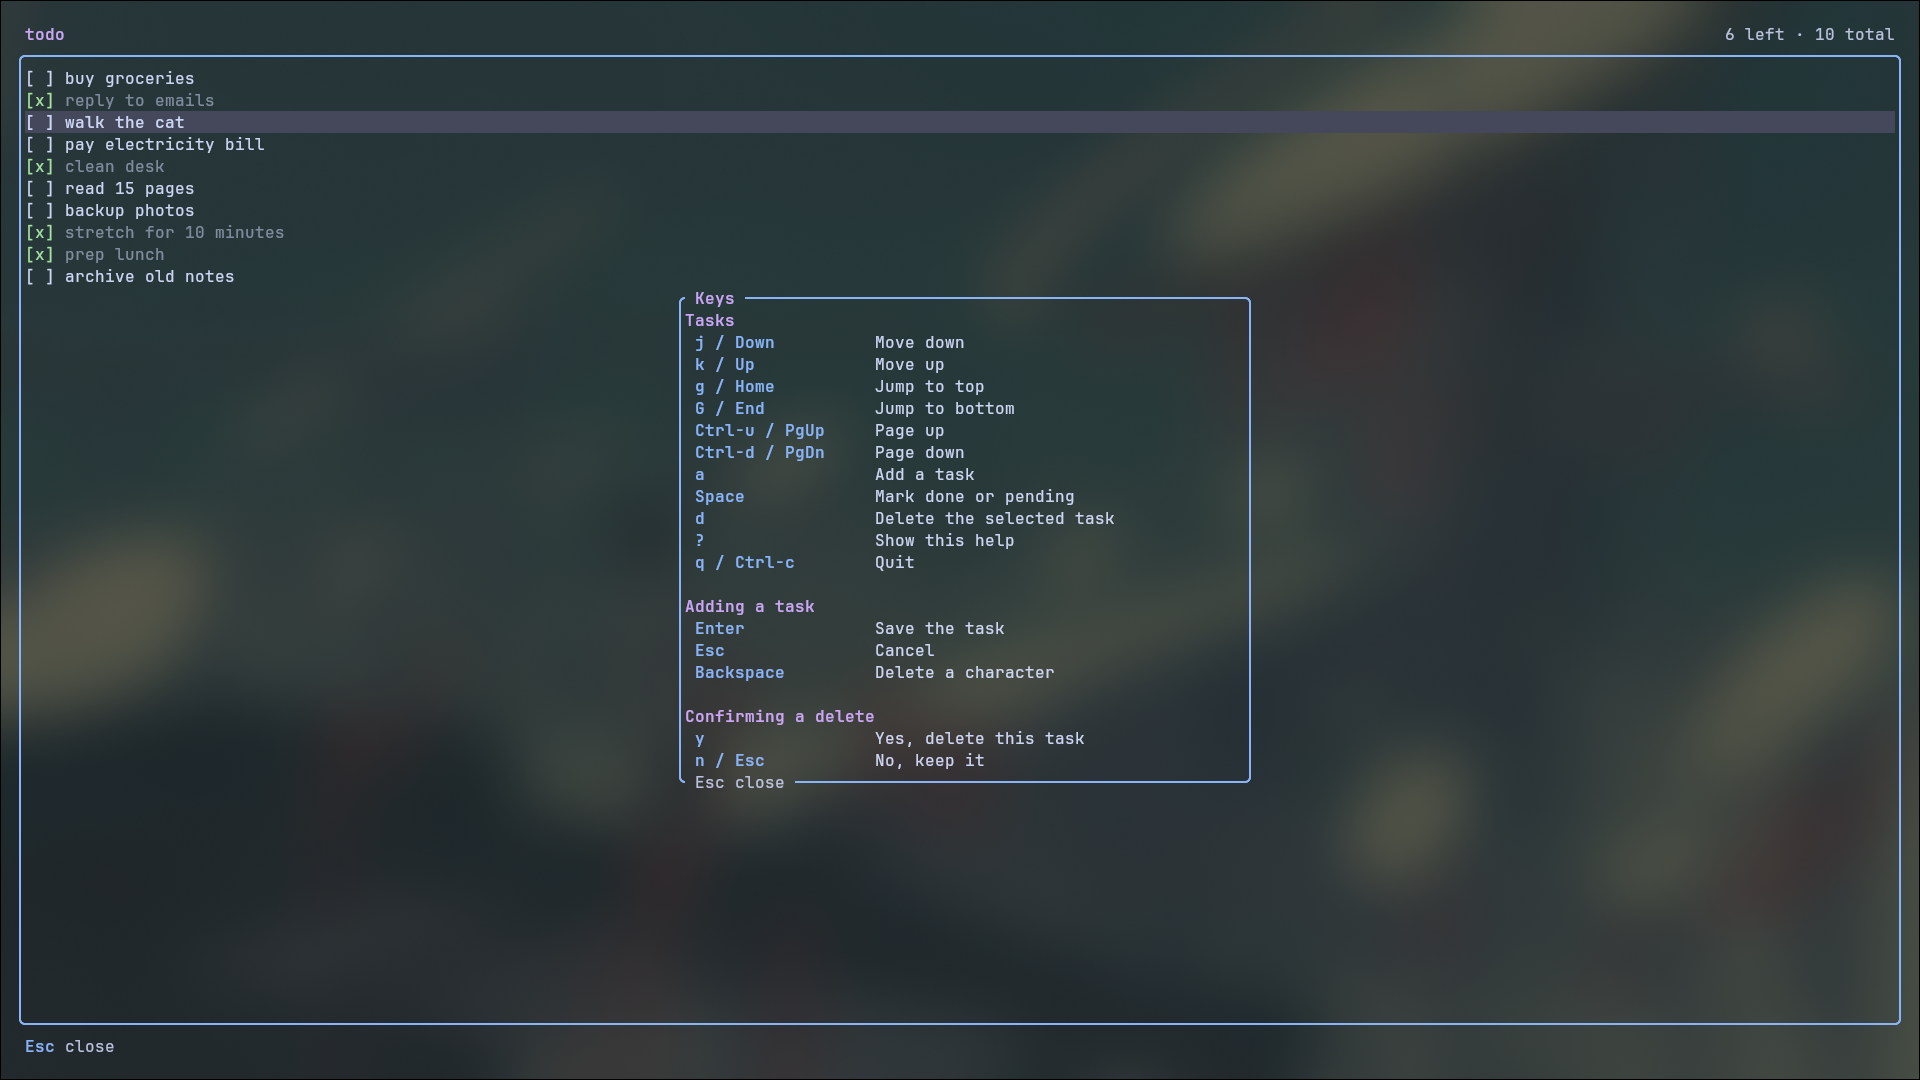 todo 6 left · 10 total
[ ] buy groceries
[x] reply to emails
[ ] walk the cat
[ ] pay electricity bill
[x] clean desk
[ ] read 15 pages
[ ] backup photos
[x] stretch for 10 minutes
[x] prep lunch
[ ] archive old notes
Keys
Tasks
j / Down Move down
k / Up Move up
g / Home Jump to top
G / End Jump to bottom
Ctrl-u / PgUp Page up
Ctrl-d / PgDn Page down
a Add a task
Space Mark done or pending
d Delete the selected task
? Show this help
q / Ctrl-c Quit
Adding a task
Enter Save the task
Esc Cancel
Backspace Delete a character
Confirming a delete
y Yes, delete this task
n / Esc No, keep it
Esc close
Esc close